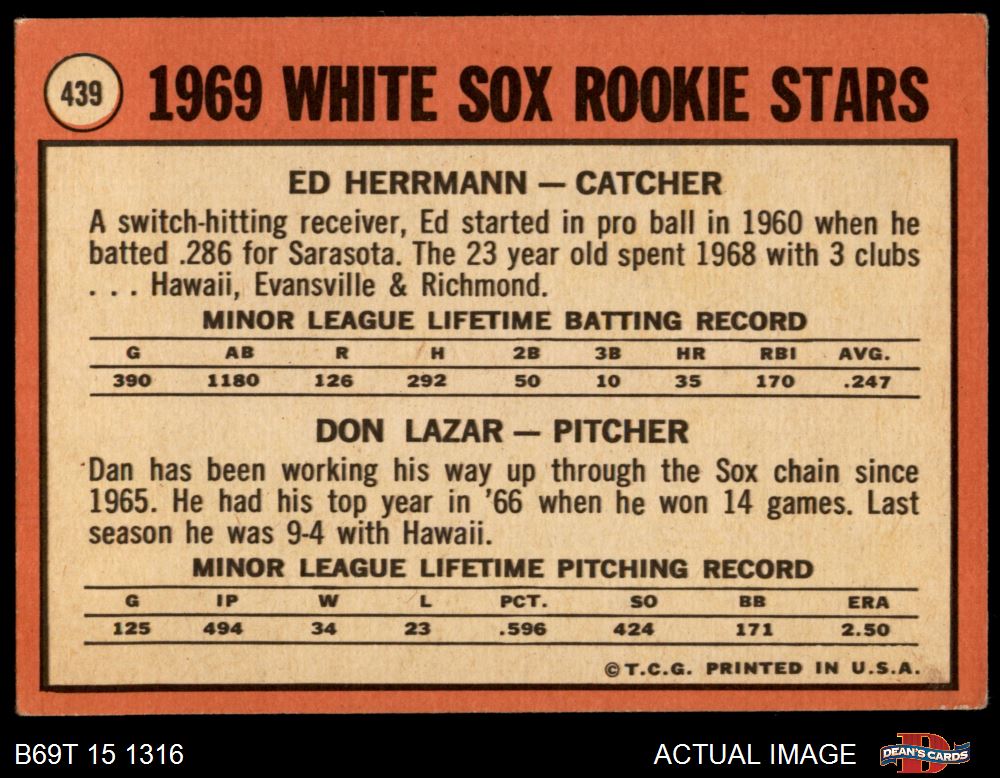 439
1969 WHITE SOX ROOKIE STARS
ED HERRMANN — CATCHER
A switch-hitting receiver, Ed started in pro ball in 1960 when he
batted .286 for Sarasota. The 23 year old spent 1968 with 3 clubs
. . . Hawaii, Evansville & Richmond.
MINOR LEAGUE LIFETIME BATTING RECORD
G AB R H 2B 3B HR RBI AVG.
390 1180 126 292 50 10 35 170 .247
DON LAZAR — PITCHER
Dan has been working his way up through the Sox chain since
1965. He had his top year in '66 when he won 14 games. Last
season he was 9-4 with Hawaii.
MINOR LEAGUE LIFETIME PITCHING RECORD
G IP W L PCT. SO BB ERA
125 494 34 23 .596 424 171 2.50
©T.C.G. PRINTED IN U.S.A.
B69T 15 1316
ACTUAL IMAGE
DEAN'S CARDS